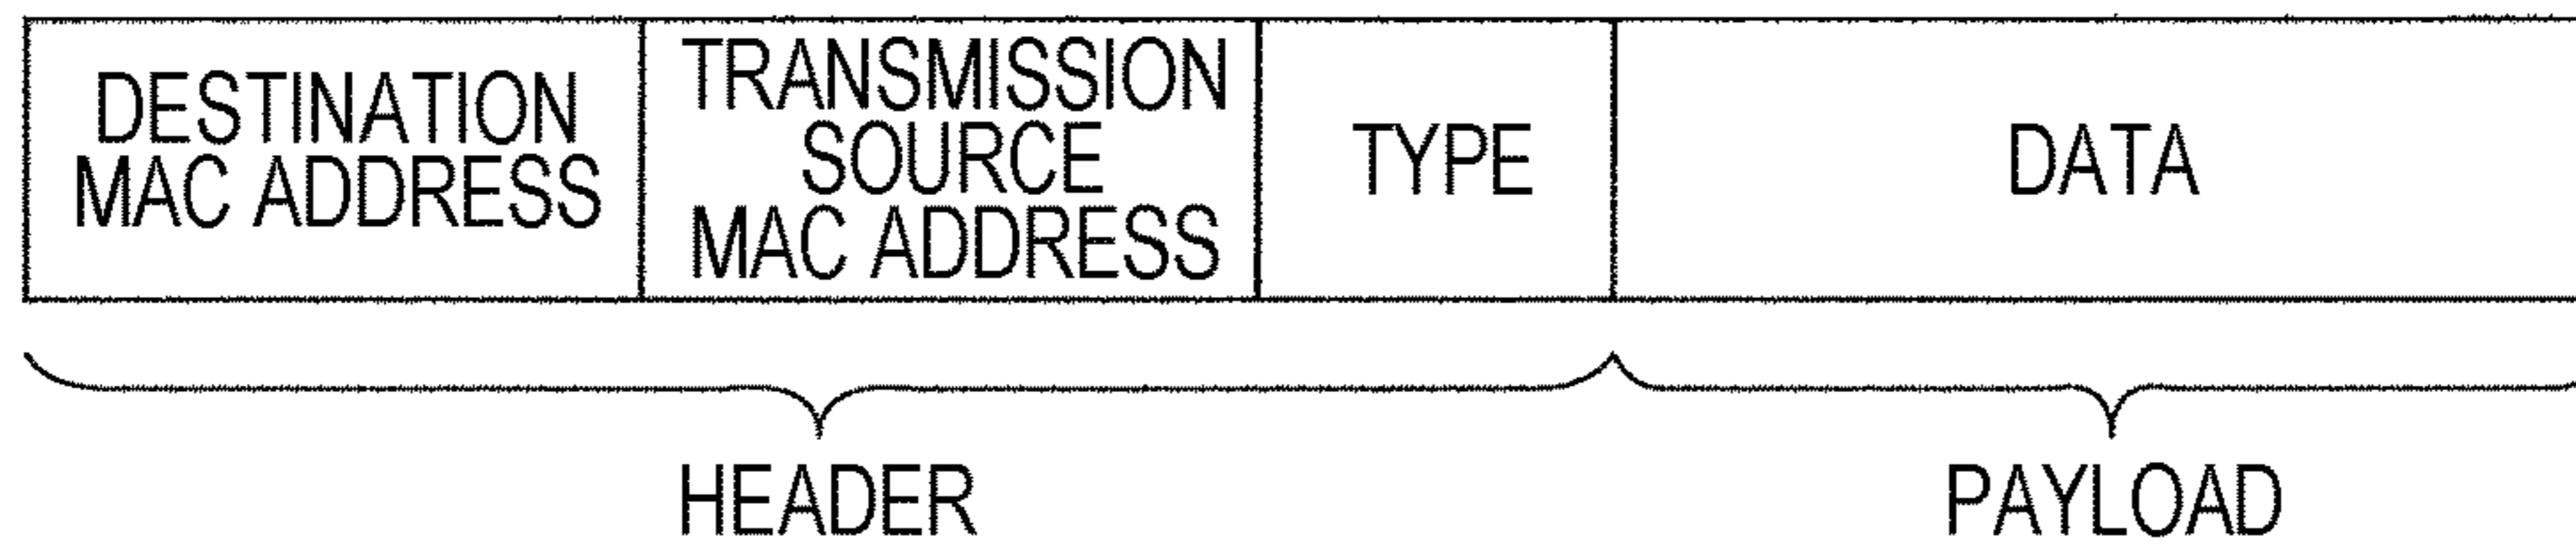 DESTINATION
MAC ADDRESS
TRANSMISSION
SOURCE
MAC ADDRESS
TYPE
DATA
HEADER
PAYLOAD